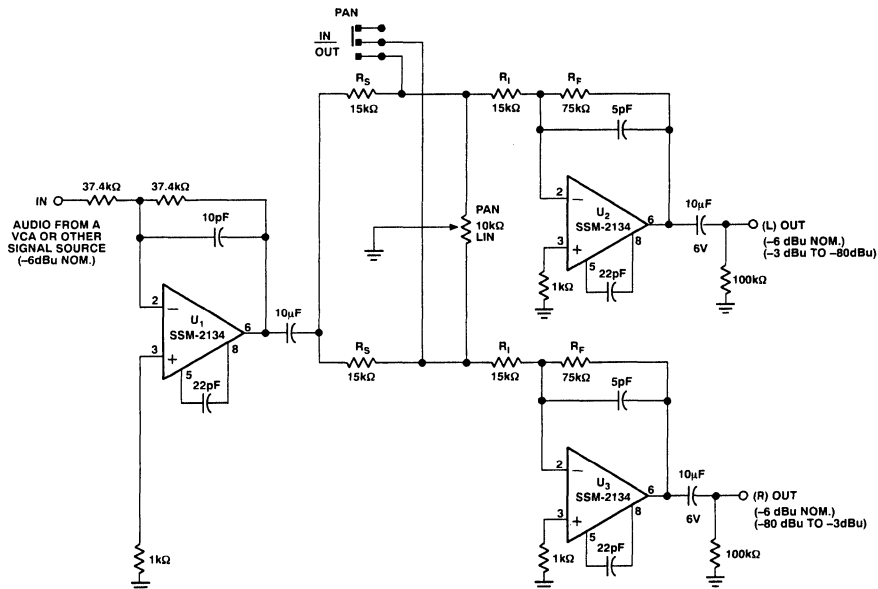 PAN
IN
OUT
RS
15kΩ
RI
15kΩ
RF
75kΩ
5pF
37.4kΩ
37.4kΩ
IN
10pF
AUDIO FROM A
VCA OR OTHER
SIGNAL SOURCE
(–6dBu NOM.)
PAN
10kΩ
LIN
2
–
U2
SSM-2134
6
3
+
5
8
22pF
1kΩ
10µF
6V
(L) OUT
(–6 dBu NOM.)
(–3 dBu TO –80dBu)
100kΩ
2
–
U1
SSM-2134
6
3
+
5
8
22pF
10µF
1kΩ
RS
15kΩ
RI
15kΩ
RF
75kΩ
5pF
2
–
U3
SSM-2134
6
3
+
5
8
22pF
1kΩ
10µF
6V
(R) OUT
(–6 dBu NOM.)
(–80 dBu TO –3dBu)
100kΩ